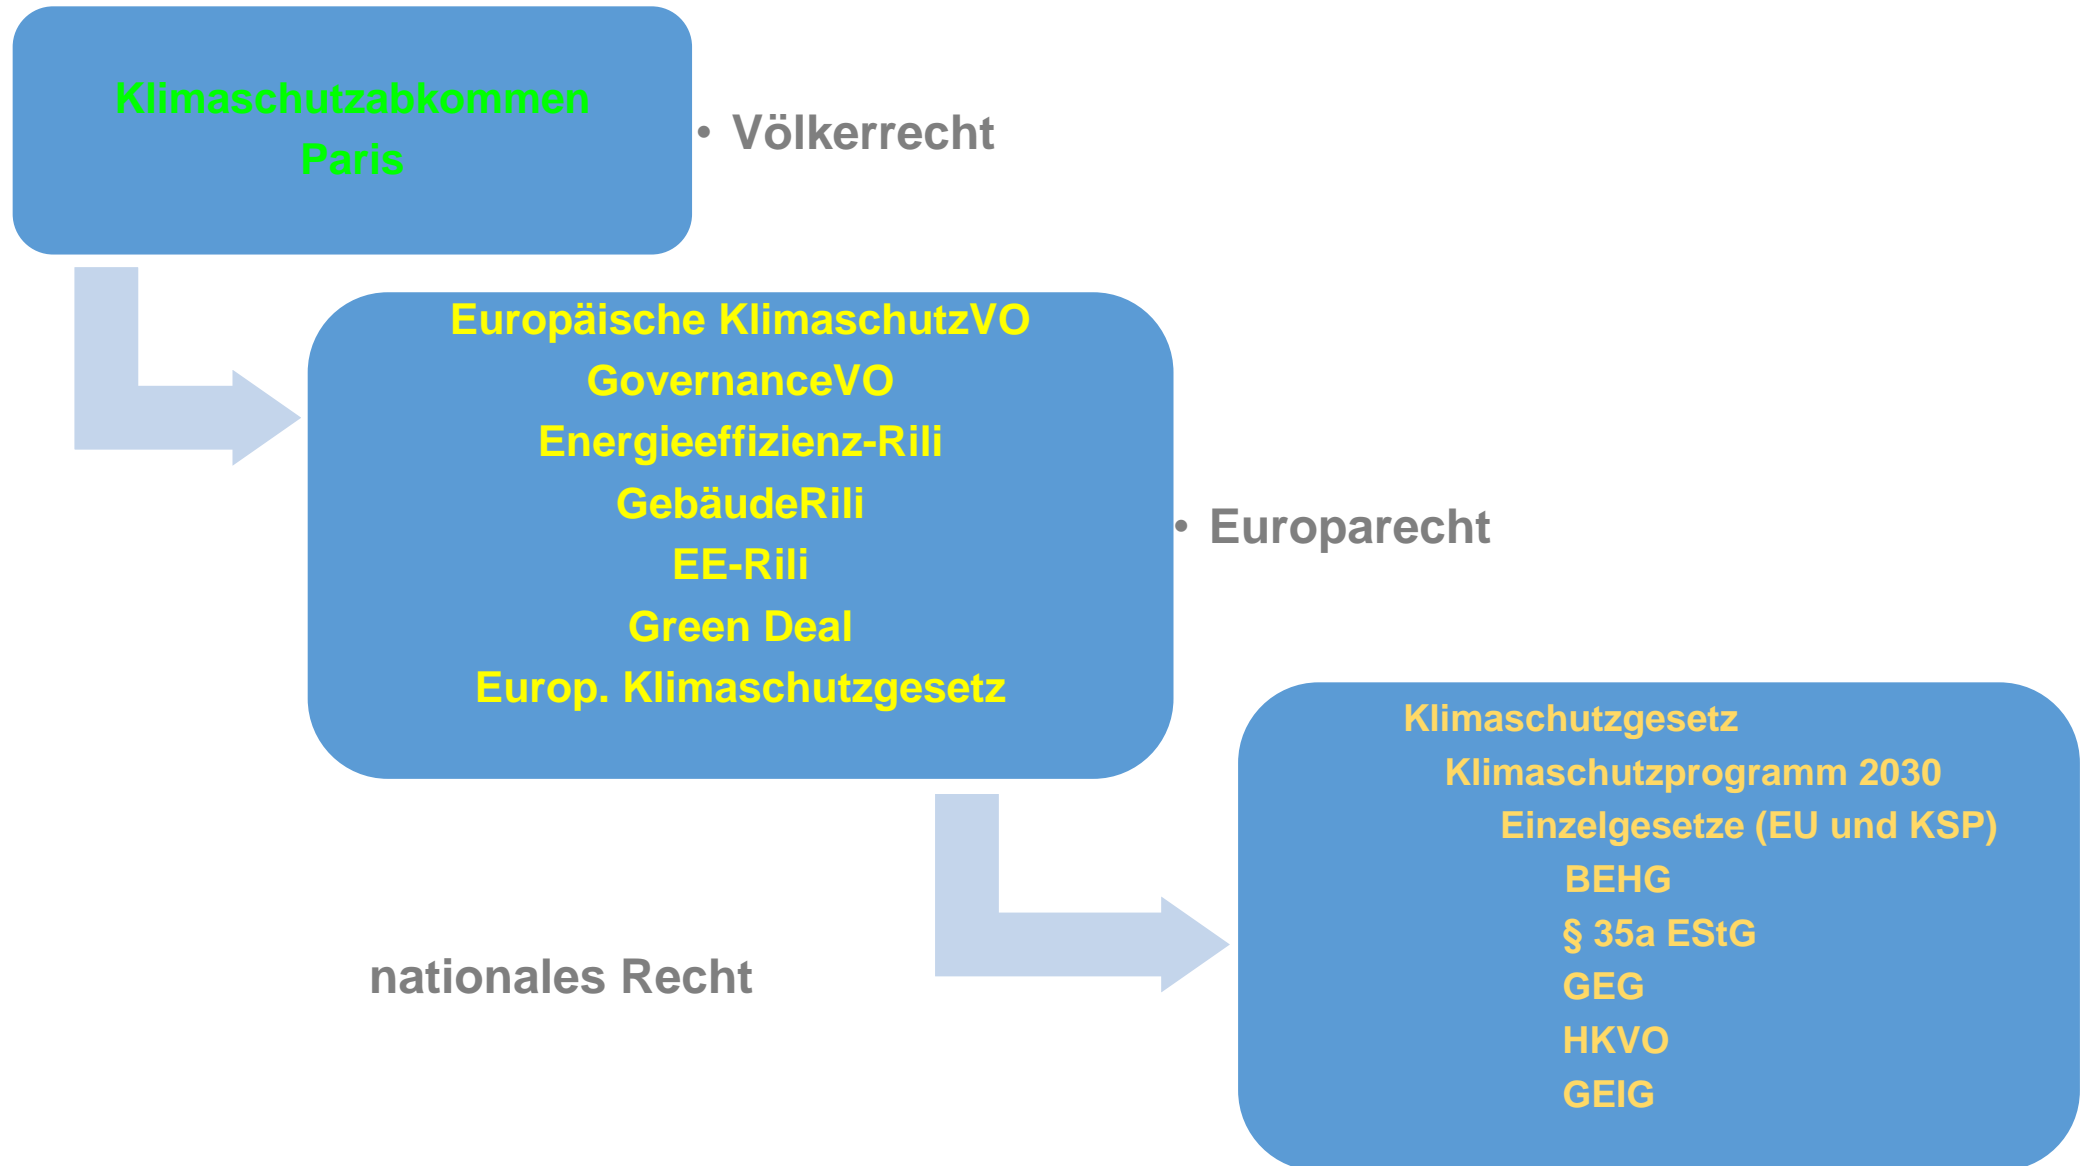 Klimaschutzabkommen
Paris
• Völkerrecht
Europäische KlimaschutzVO
GovernanceVO
Energieeffizienz-Rili
GebäudeRili
EE-Rili
Green Deal
Europ. Klimaschutzgesetz
• Europarecht
Klimaschutzgesetz
Klimaschutzprogramm 2030
Einzelgesetze (EU und KSP)
BEHG
§ 35a EStG
GEG
HKVO
GEIG
nationales Recht